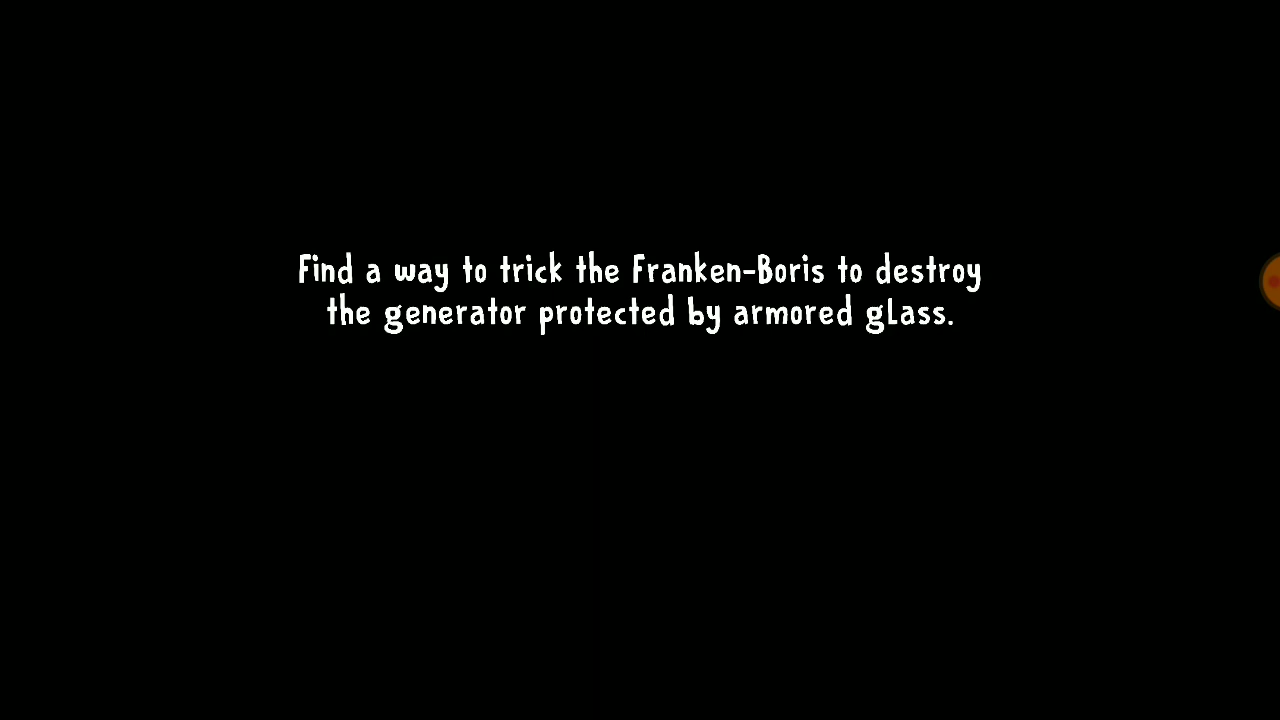 Find a way to trick the Franken-Boris to destroy
the generator protected by armored glass.